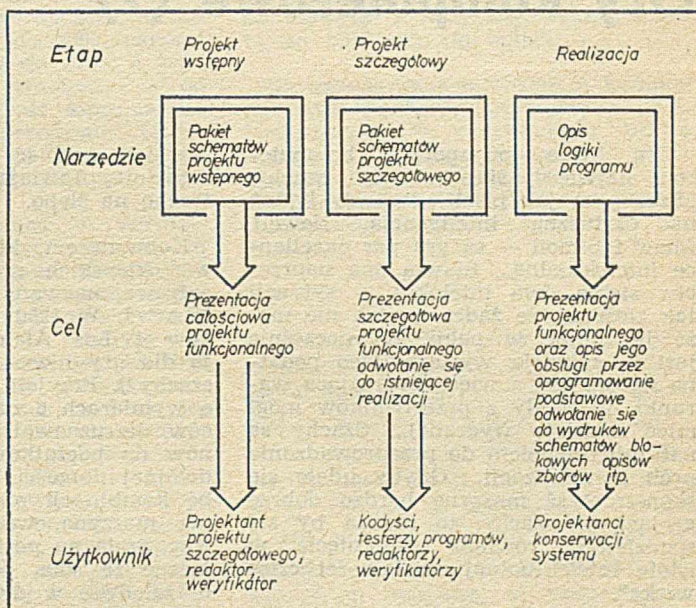 Etap
Projekt
wstępny
Projekt
szczegółowy
Realizacja
Narzędzie
Pakiet
schematów
projektu
wstępnego
Pakiet
schematów
projektu
szczegółowego
Opis
logiki
programu
Cel
Prezentacja
całościowa
projektu
funkcjonalnego
Prezentacja
szczegółowa
projektu
funkcjonalnego
odwołanie się
do istniejącej
realizacji
Prezentacja
projektu
funkcjonalnego
oraz opis jego
obsługi przez
oprogramowanie
podstawowe
odwołanie się
do wydruków
schematów blo-
kowych opisów
zbiorów itp.
Użytkownik
Projektant
projektu
szczegółowego,
redaktor,
weryfikator
Kodyści,
testerzy programów,
redaktorzy,
weryfikatorzy
Projektanci
konserwacji
systemu